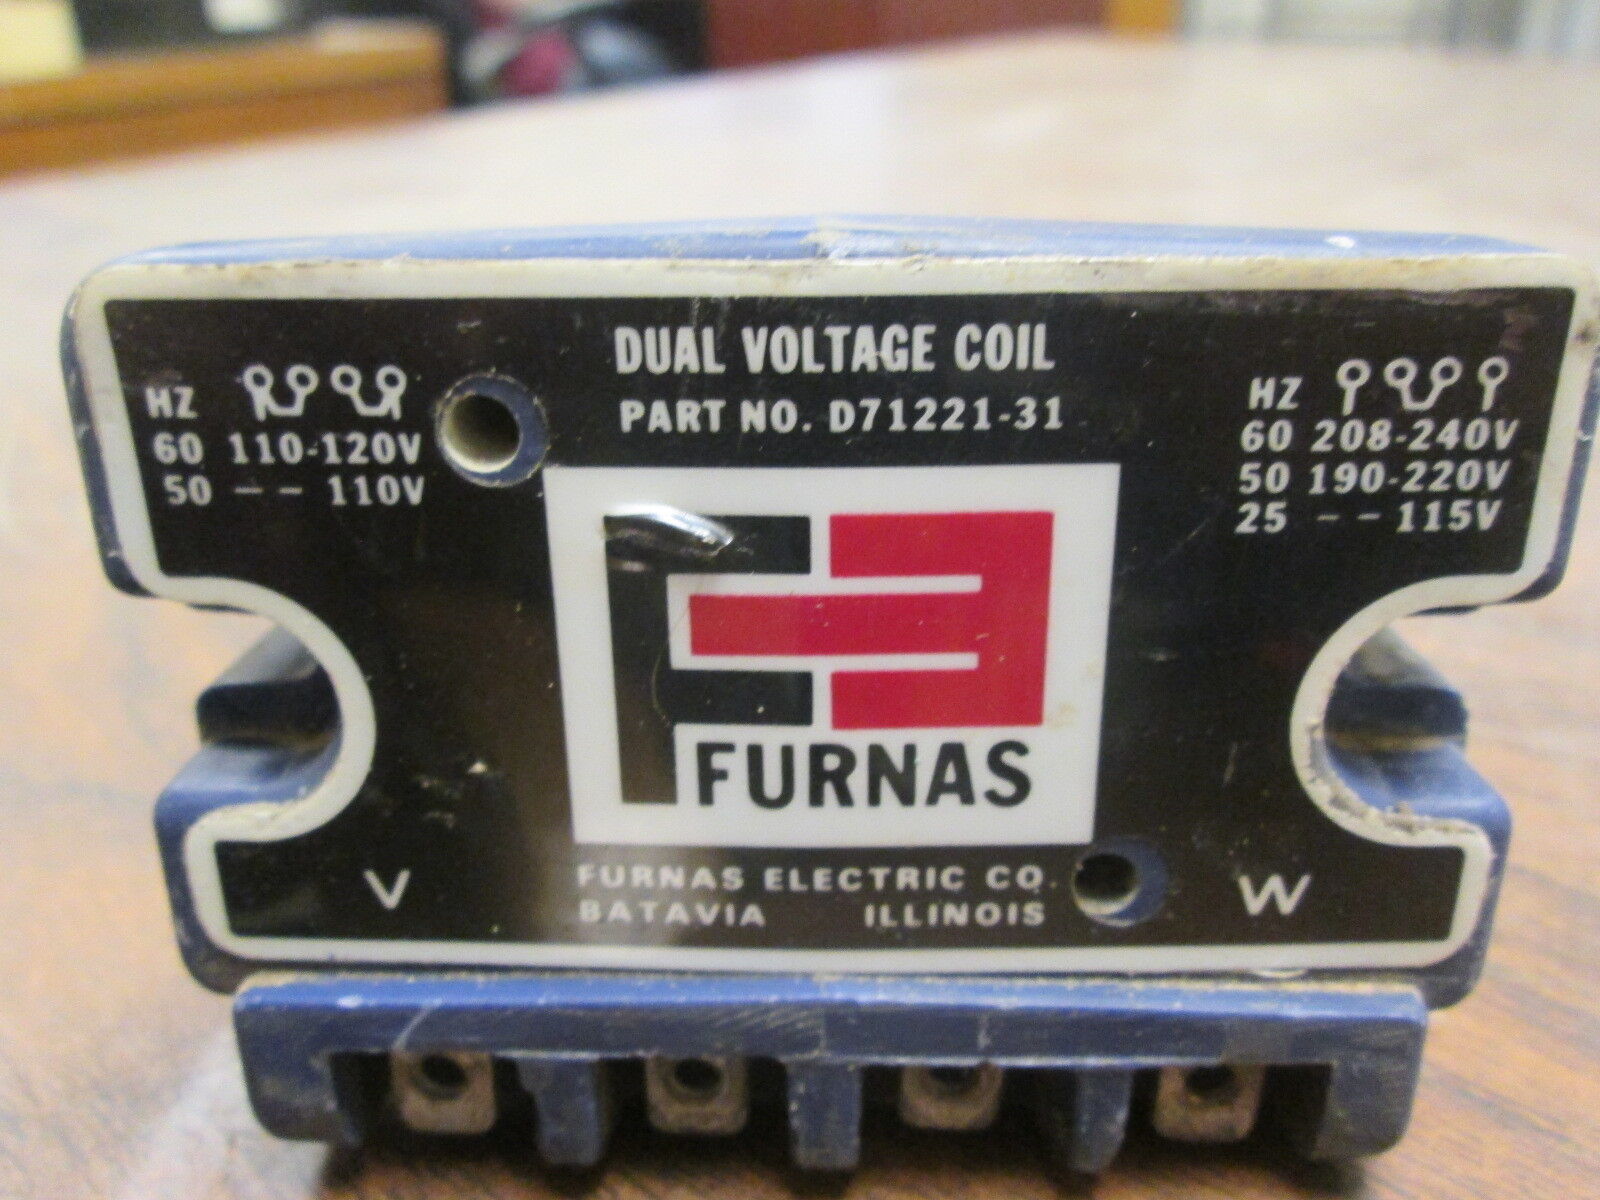 DUAL VOLTAGE COIL
PART NO. D71221-31
HZ
60 110-120V
50 -- 110V
HZ
60 208-240V
50 190-220V
25 -- 115V
FURNAS
V
FURNAS ELECTRIC CO.
BATAVIA ILLINOIS
W